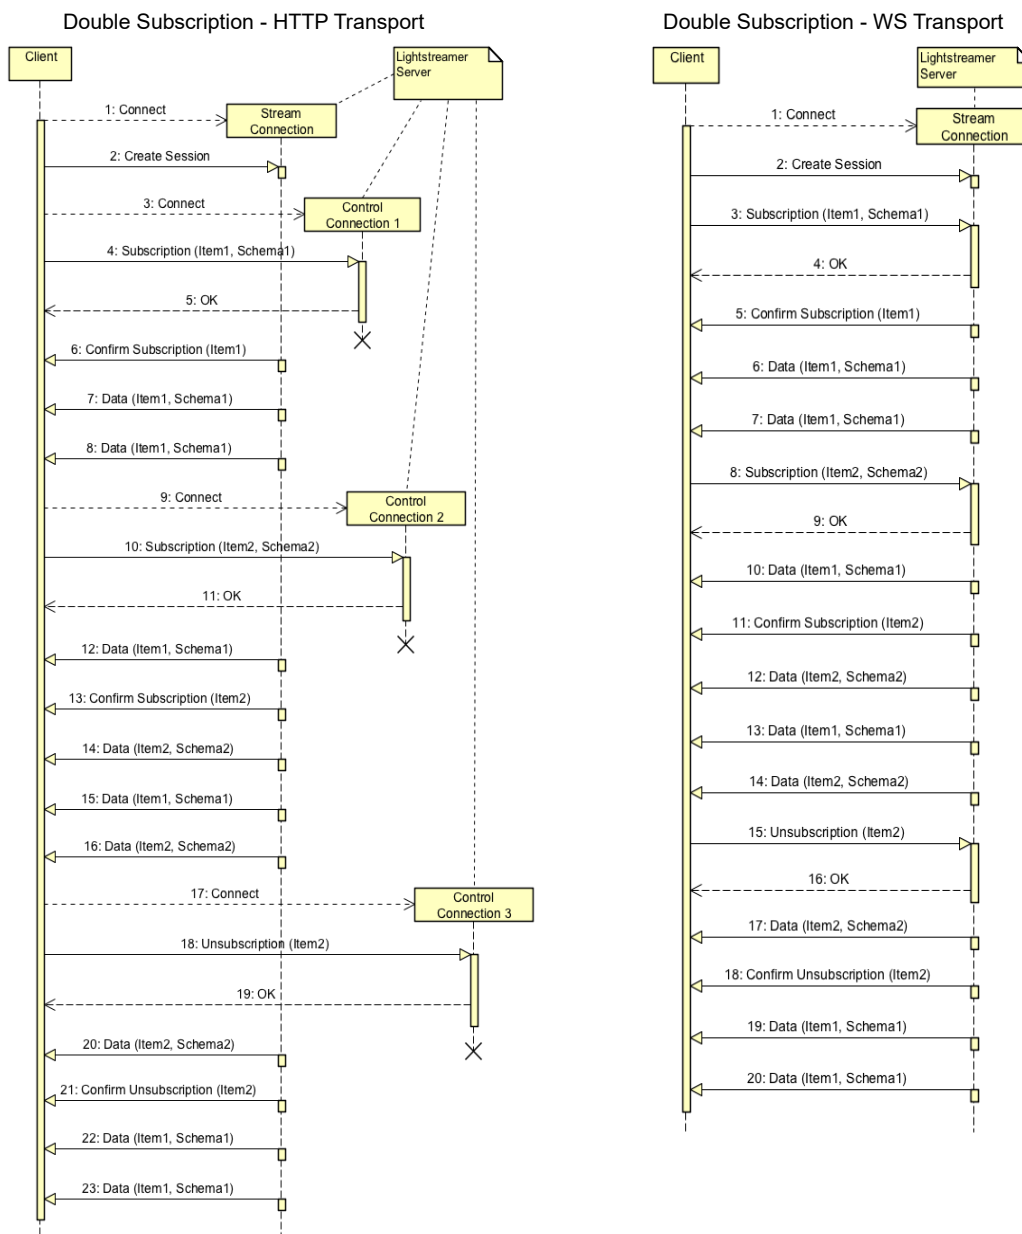 Double Subscription - HTTP Transport
Client
Lightstreamer
Server
1: Connect
Stream
Connection
2: Create Session
3: Connect
Control
Connection 1
4: Subscription (Item1, Schema1)
5: OK
6: Confirm Subscription (Item1)
7: Data (Item1, Schema1)
8: Data (Item1, Schema1)
9: Connect
Control
Connection 2
10: Subscription (Item2, Schema2)
11: OK
12: Data (Item1, Schema1)
13: Confirm Subscription (Item2)
14: Data (Item2, Schema2)
15: Data (Item1, Schema1)
16: Data (Item2, Schema2)
17: Connect
Control
Connection 3
18: Unsubscription (Item2)
19: OK
20: Data (Item2, Schema2)
21: Confirm Unsubscription (Item2)
22: Data (Item1, Schema1)
23: Data (Item1, Schema1)
Double Subscription - WS Transport
Client
Lightstreamer
Server
1: Connect
Stream
Connection
2: Create Session
3: Subscription (Item1, Schema1)
4: OK
5: Confirm Subscription (Item1)
6: Data (Item1, Schema1)
7: Data (Item1, Schema1)
8: Subscription (Item2, Schema2)
9: OK
10: Data (Item1, Schema1)
11: Confirm Subscription (Item2)
12: Data (Item2, Schema2)
13: Data (Item1, Schema1)
14: Data (Item2, Schema2)
15: Unsubscription (Item2)
16: OK
17: Data (Item2, Schema2)
18: Confirm Unsubscription (Item2)
19: Data (Item1, Schema1)
20: Data (Item1, Schema1)